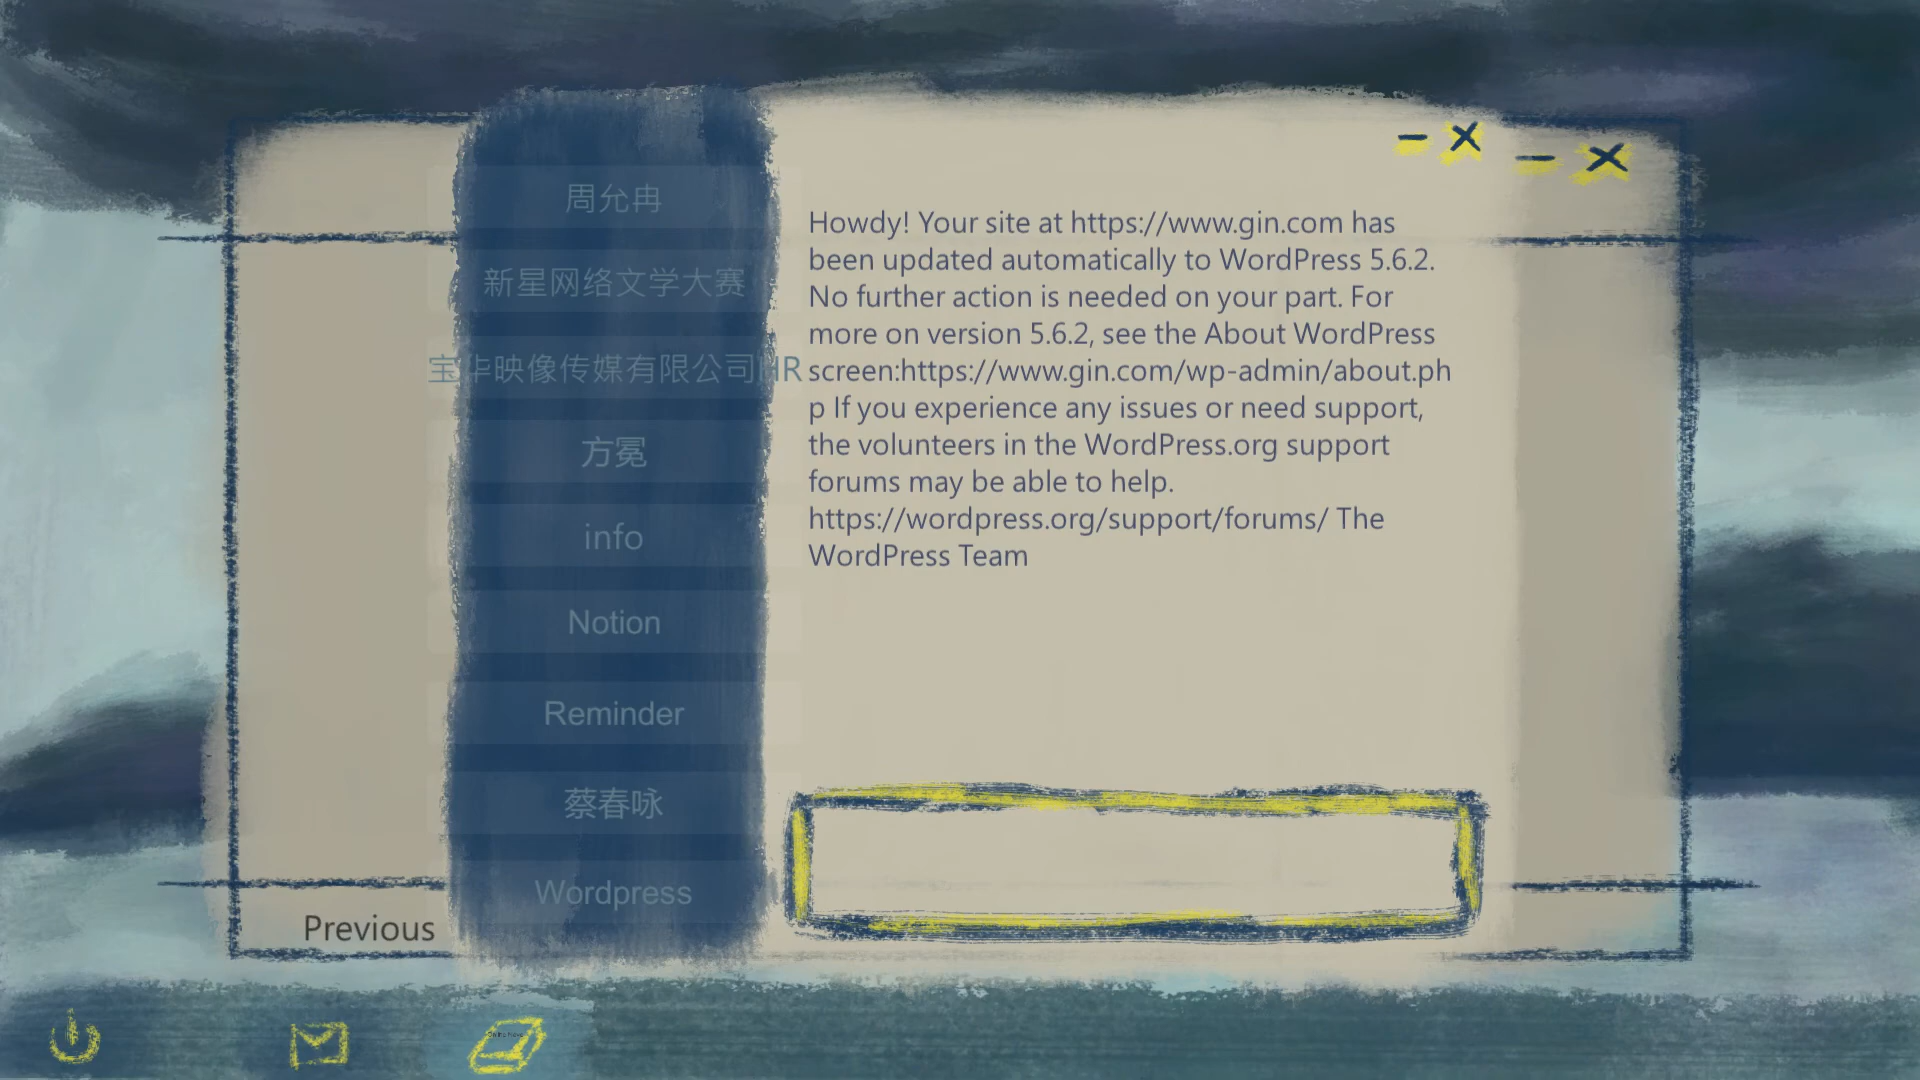 周允冉
新星网络文学大赛
宝华映像传媒有限公司HR
方冕
info
Notion
Reminder
蔡春咏
Wordpress
Previous
Howdy! Your site at https://www.gin.com has
been updated automatically to WordPress 5.6.2.
No further action is needed on your part. For
more on version 5.6.2, see the About WordPress
screen:https://www.gin.com/wp-admin/about.ph
p If you experience any issues or need support,
the volunteers in the WordPress.org support
forums may be able to help.
https://wordpress.org/support/forums/ The
WordPress Team